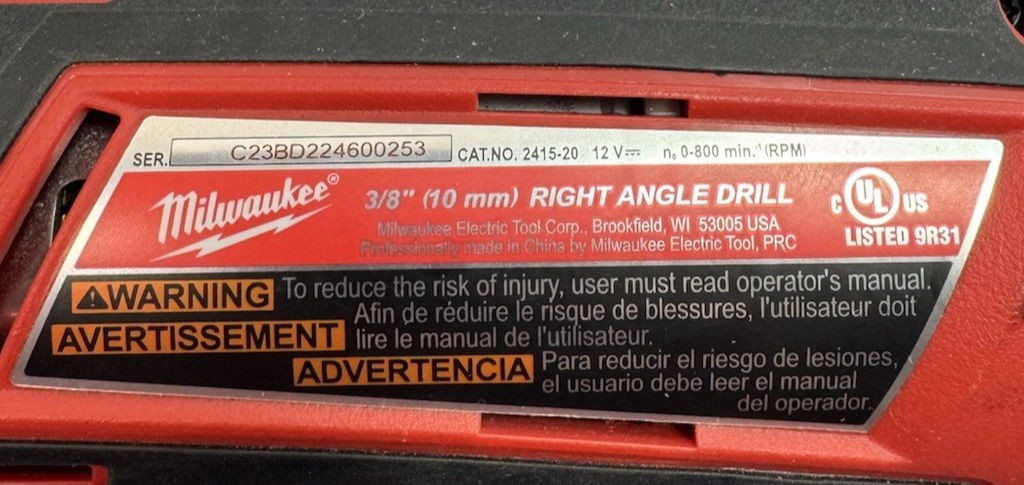 SER. C23BD224600253 CAT.NO. 2415-20 12 V⎓ n₀ 0-800 min.⁻¹(RPM)
Milwaukee®
3/8" (10 mm) RIGHT ANGLE DRILL
Milwaukee Electric Tool Corp., Brookfield, WI 53005 USA
Professionally made in China by Milwaukee Electric Tool, PRC
C UL US
LISTED 9R31
⚠WARNING To reduce the risk of injury, user must read operator's manual.
AVERTISSEMENT Afin de réduire le risque de blessures, l'utilisateur doit
lire le manual de l'utilisateur.
ADVERTENCIA Para reducir el riesgo de lesiones,
el usuario debe leer el manual
del operador.